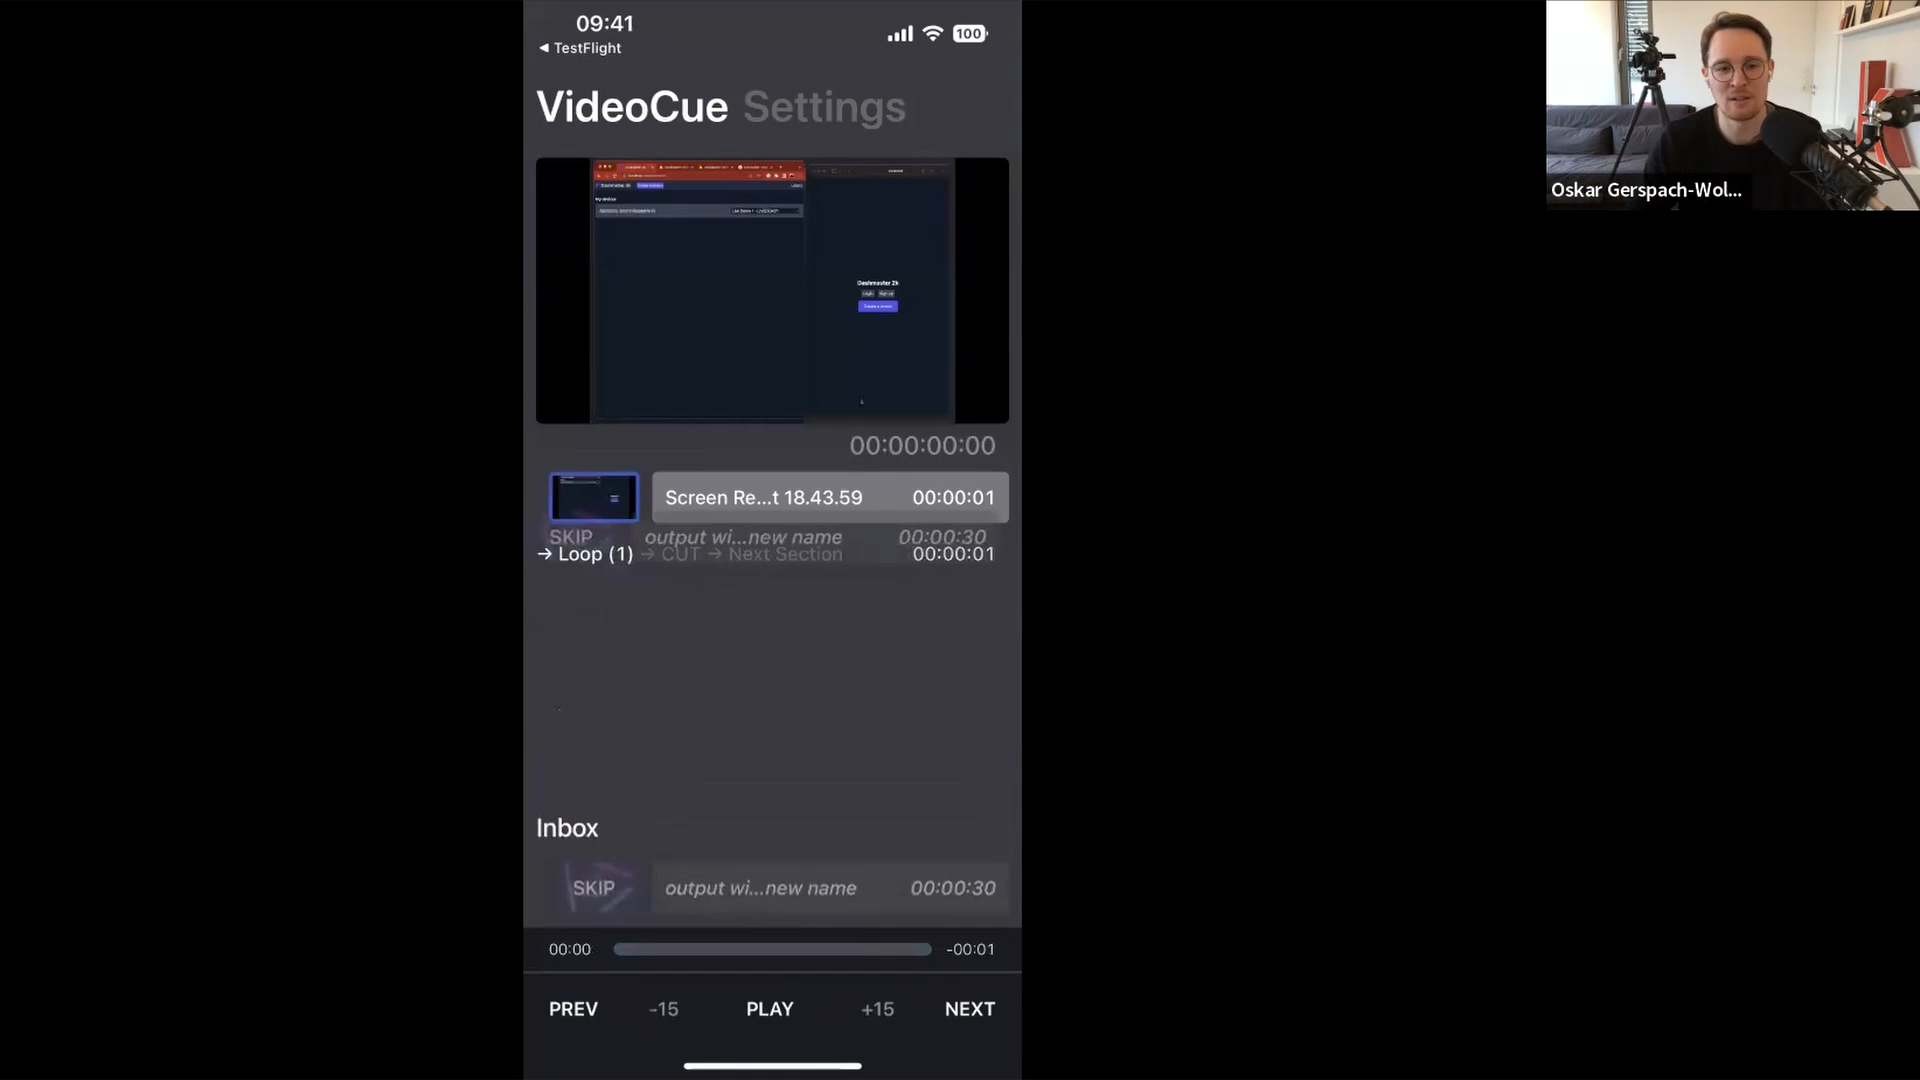 09:41
100
◀ TestFlight
VideoCue Settings
Dashmaster 2k
00:00:00:00
Screen Re...t 18.43.59 00:00:01
SKIP output wi...new name 00:00:30
→ Loop (1) → CUT → Next Section 00:00:01
Inbox
SKIP output wi...new name 00:00:30
00:00 -00:01
PREV -15 PLAY +15 NEXT
Oskar Gerspach-Wol...